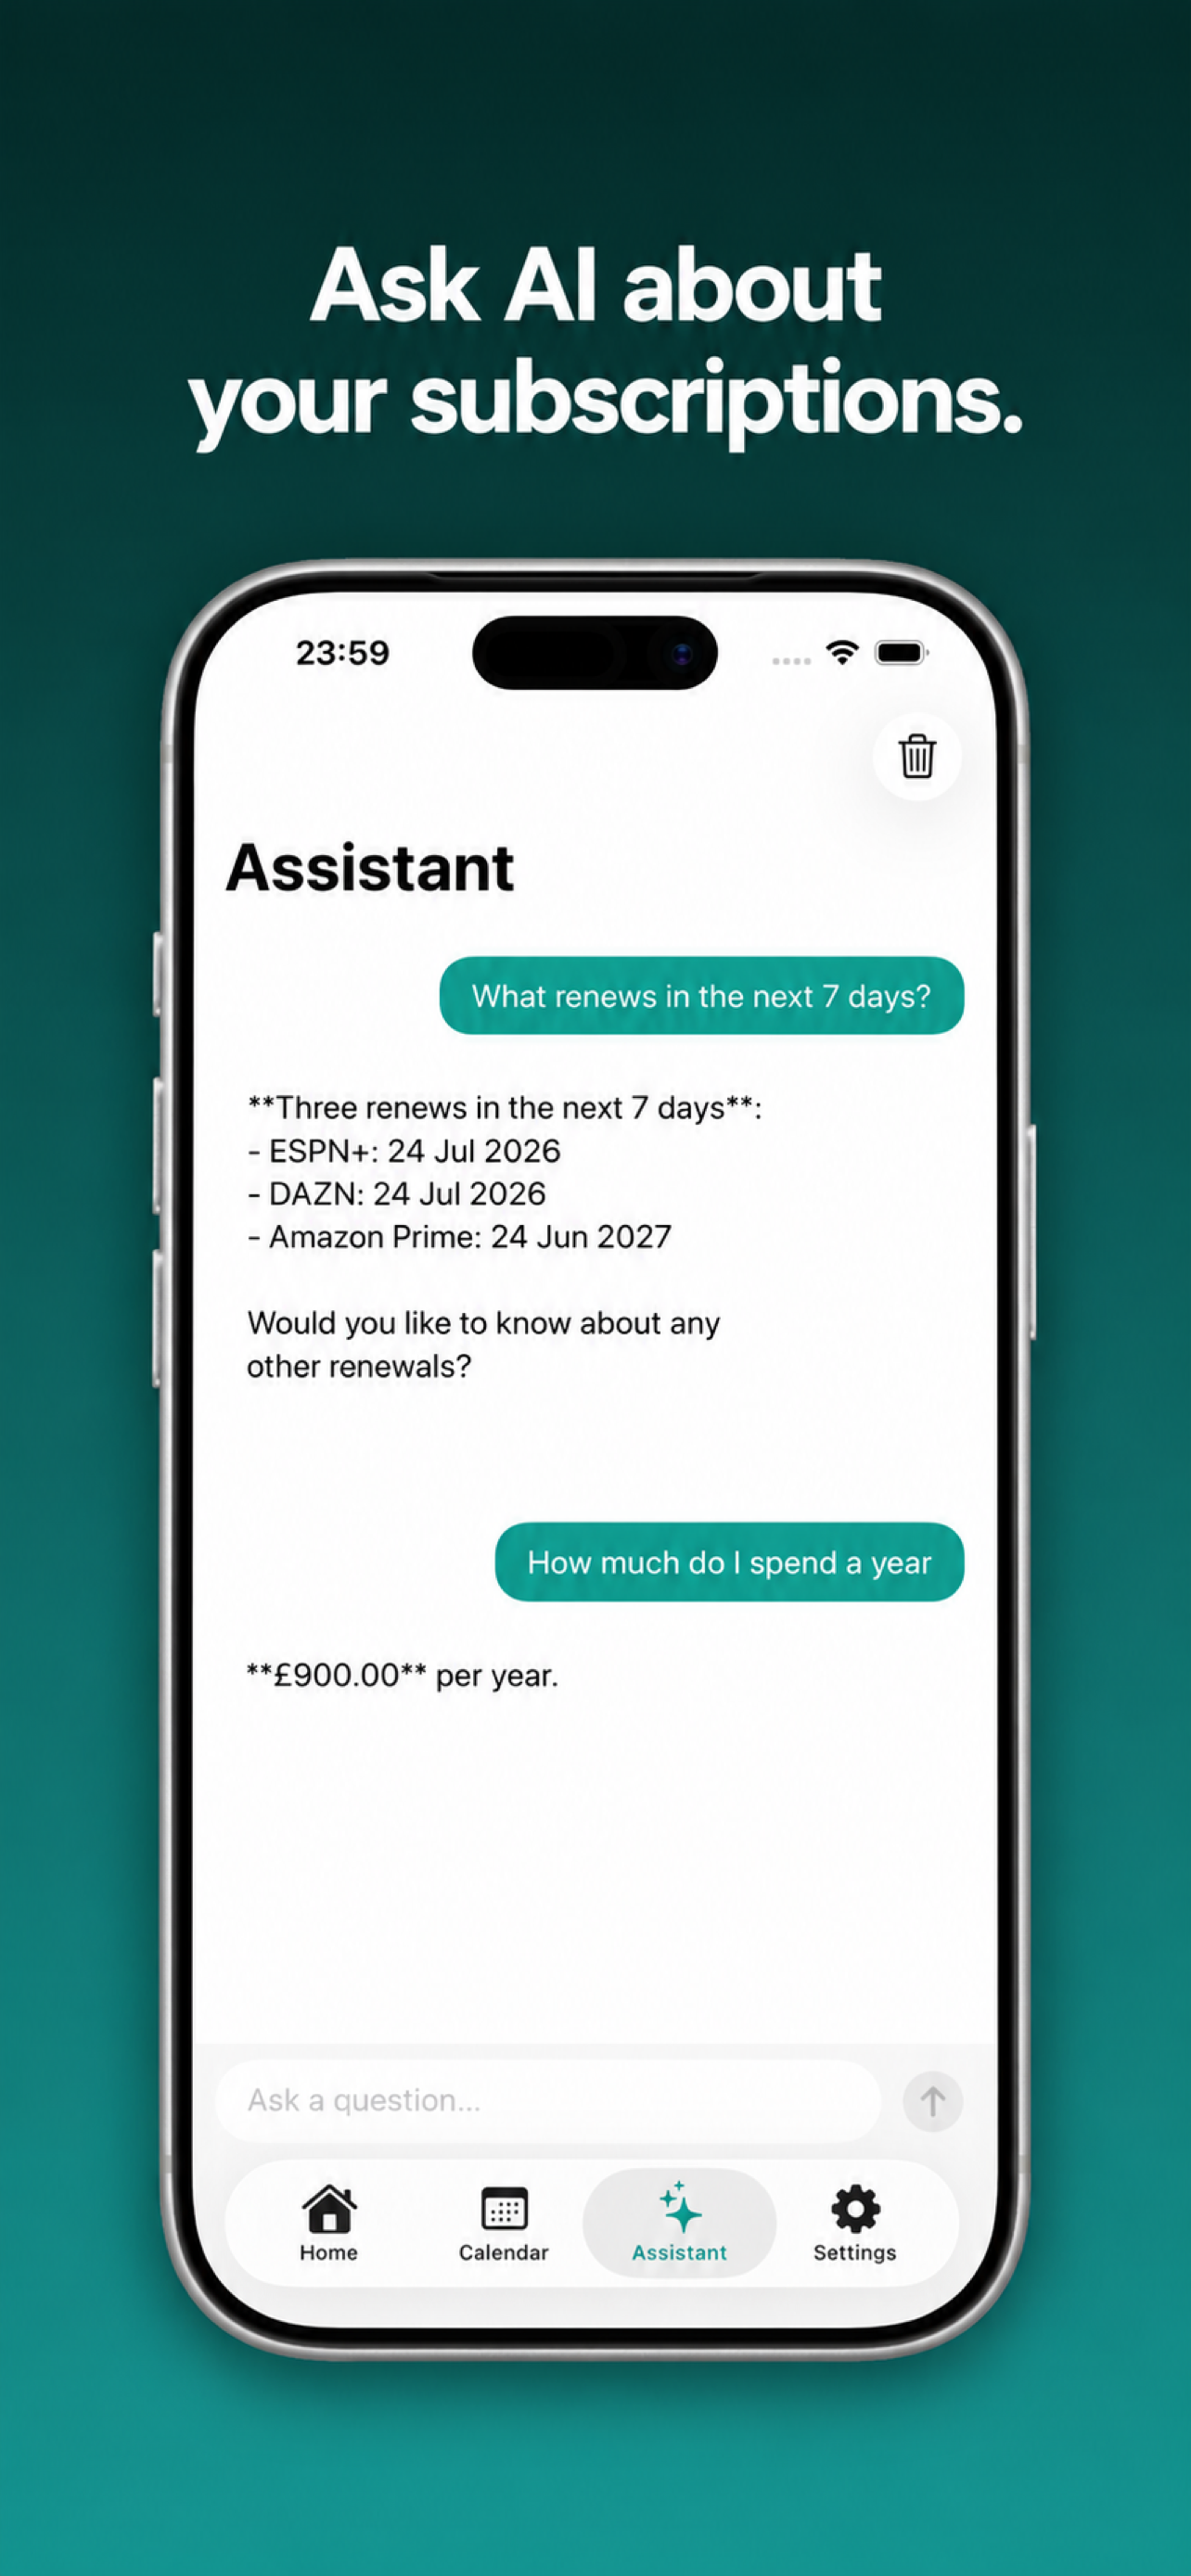 Ask AI about
your subscriptions.
23:59
Assistant
What renews in the next 7 days?
**Three renews in the next 7 days**:
- ESPN+: 24 Jul 2026
- DAZN: 24 Jul 2026
- Amazon Prime: 24 Jun 2027
Would you like to know about any
other renewals?
How much do I spend a year
**£900.00** per year.
Ask a question...
Home
Calendar
Assistant
Settings